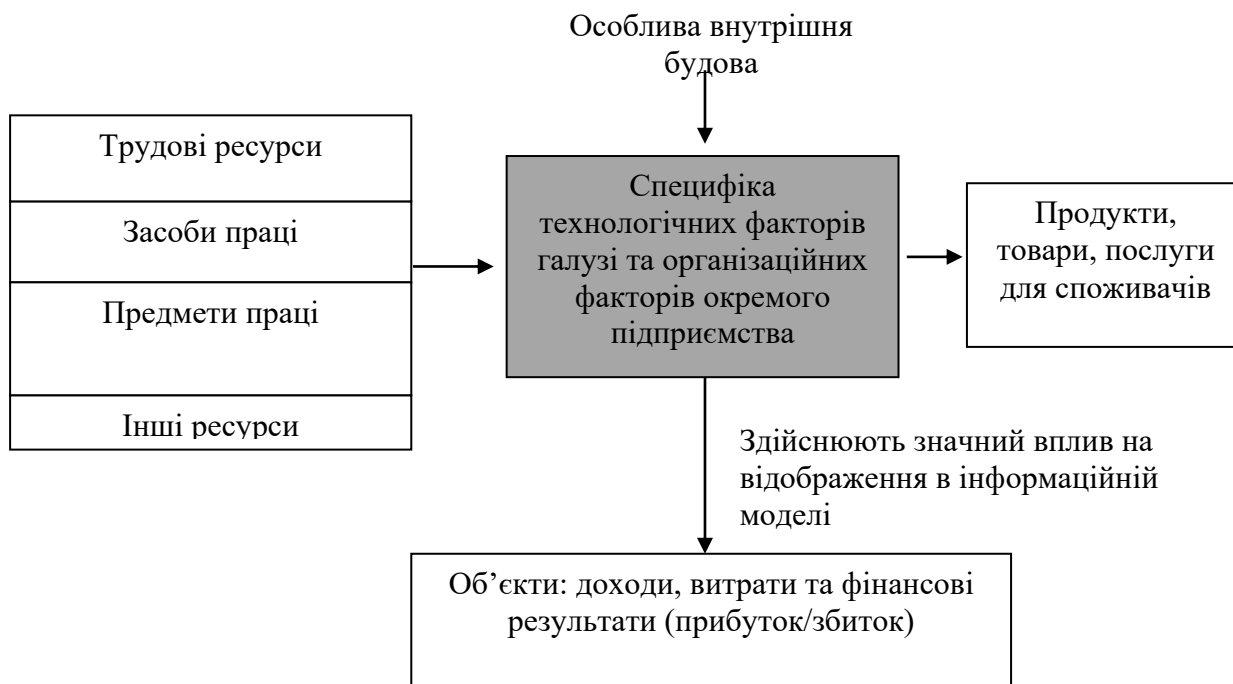 Особлива внутрішня
будова
Трудові ресурси
Засоби праці
Предмети праці
Інші ресурси
Специфіка
технологічних факторів
галузі та організаційних
факторів окремого
підприємства
Продукти,
товари, послуги
для споживачів
Здійснюють значний вплив на
відображення в інформаційній
моделі
Об’єкти: доходи, витрати та фінансові
результати (прибуток/збиток)